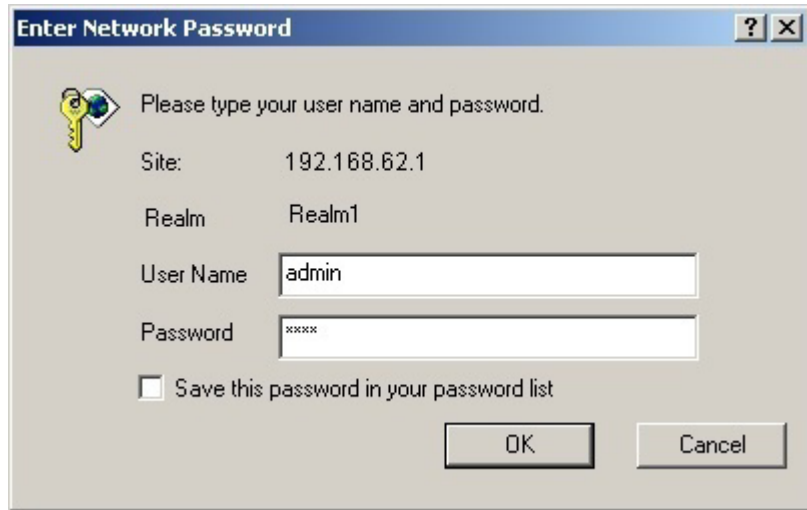 Enter Network Password
Please type your user name and password.
Site: 192.168.62.1
Realm Realm1
User Name admin
Password ××××
Save this password in your password list
OK Cancel